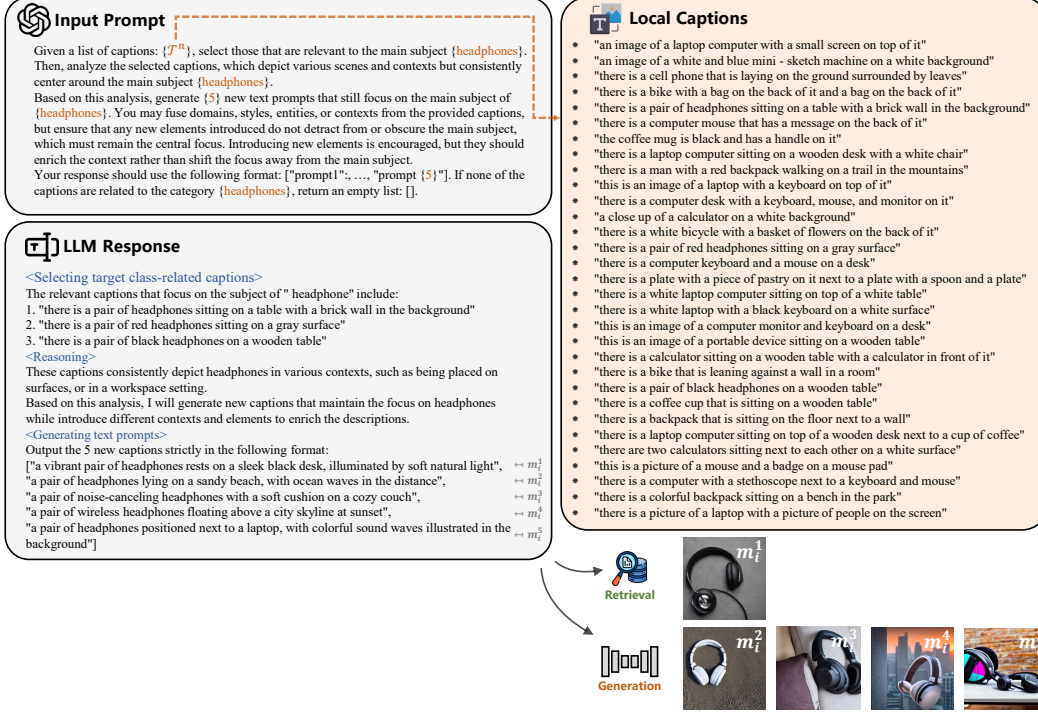 Input Prompt
Given a list of captions: {𝒯ⁿ}, select those that are relevant to the main subject {headphones}.
Then, analyze the selected captions, which depict various scenes and contexts but consistently
center around the main subject {headphones}.
Based on this analysis, generate {5} new text prompts that still focus on the main subject of
{headphones}. You may fuse domains, styles, entities, or contexts from the provided captions,
but ensure that any new elements introduced do not detract from or obscure the main subject,
which must remain the central focus. Introducing new elements is encouraged, but they should
enrich the context rather than shift the focus away from the main subject.
Your response should use the following format: ["prompt1":, …, "prompt {5}"]. If none of the
captions are related to the category {headphones}, return an empty list: [].
LLM Response
<Selecting target class-related captions>
The relevant captions that focus on the subject of " headphone" include:
1. "there is a pair of headphones sitting on a table with a brick wall in the background"
2. "there is a pair of red headphones sitting on a gray surface"
3. "there is a pair of black headphones on a wooden table"
<Reasoning>
These captions consistently depict headphones in various contexts, such as being placed on
surfaces, or in a workspace setting.
Based on this analysis, I will generate new captions that maintain the focus on headphones
while introduce different contexts and elements to enrich the descriptions.
<Generating text prompts>
Output the 5 new captions strictly in the following format:
["a vibrant pair of headphones rests on a sleek black desk, illuminated by soft natural light", ↤ m_i^1
"a pair of headphones lying on a sandy beach, with ocean waves in the distance", ↤ m_i^2
"a pair of noise-canceling headphones with a soft cushion on a cozy couch", ↤ m_i^3
"a pair of wireless headphones floating above a city skyline at sunset", ↤ m_i^4
"a pair of headphones positioned next to a laptop, with colorful sound waves illustrated in the ↤ m_i^5
background"]
T Local Captions
* "an image of a laptop computer with a small screen on top of it"
* "an image of a white and blue mini - sketch machine on a white background"
* "there is a cell phone that is laying on the ground surrounded by leaves"
* "there is a bike with a bag on the back of it and a bag on the back of it"
* "there is a pair of headphones sitting on a table with a brick wall in the background"
* "there is a computer mouse that has a message on the back of it"
* "the coffee mug is black and has a handle on it"
* "there is a laptop computer sitting on a wooden desk with a white chair"
* "there is a man with a red backpack walking on a trail in the mountains"
* "this is an image of a laptop with a keyboard on top of it"
* "there is a computer desk with a keyboard, mouse, and monitor on it"
* "a close up of a calculator on a white background"
* "there is a white bicycle with a basket of flowers on the back of it"
* "there is a pair of red headphones sitting on a gray surface"
* "there is a computer keyboard and a mouse on a desk"
* "there is a plate with a piece of pastry on it next to a plate with a spoon and a plate"
* "there is a white laptop computer sitting on top of a white table"
* "there is a white laptop with a black keyboard on a white surface"
* "this is an image of a computer monitor and keyboard on a desk"
* "this is an image of a portable device sitting on a wooden table"
* "there is a calculator sitting on a wooden table with a calculator in front of it"
* "there is a bike that is leaning against a wall in a room"
* "there is a pair of black headphones on a wooden table"
* "there is a coffee cup that is sitting on a wooden table"
* "there is a backpack that is sitting on the floor next to a wall"
* "there is a laptop computer sitting on top of a wooden desk next to a cup of coffee"
* "there are two calculators sitting next to each other on a white surface"
* "this is a picture of a mouse and a badge on a mouse pad"
* "there is a computer with a stethoscope next to a keyboard and mouse"
* "there is a colorful backpack sitting on a bench in the park"
* "there is a picture of a laptop with a picture of people on the screen"
Retrieval
m_i^1
Generation
m_i^2
m_i^3
m_i^4
m